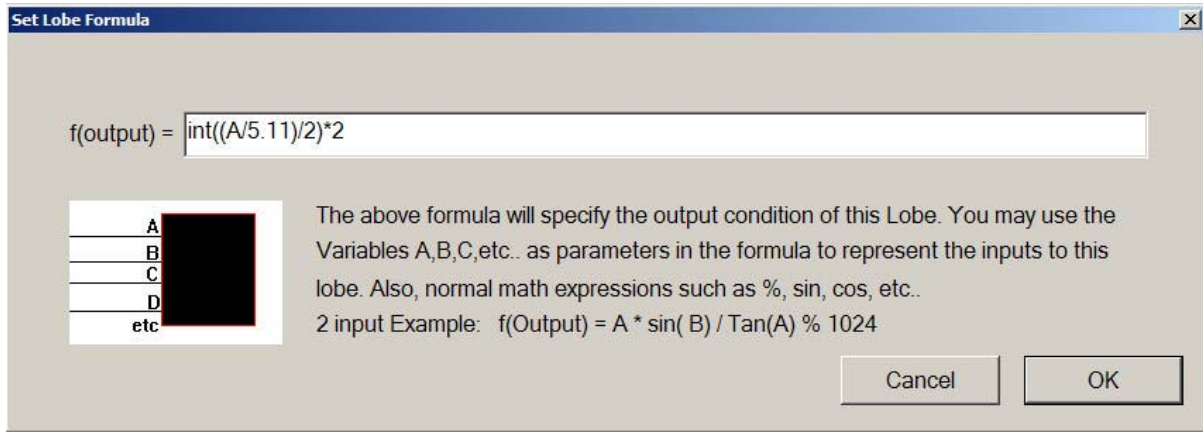 Set Lobe Formula
f(output) = int((A/5.11)/2)*2
A
B
C
D
etc
The above formula will specify the output condition of this Lobe. You may use the
Variables A,B,C,etc.. as parameters in the formula to represent the inputs to this
lobe. Also, normal math expressions such as %, sin, cos, etc..
2 input Example: f(Output) = A * sin( B) / Tan(A) % 1024
Cancel OK